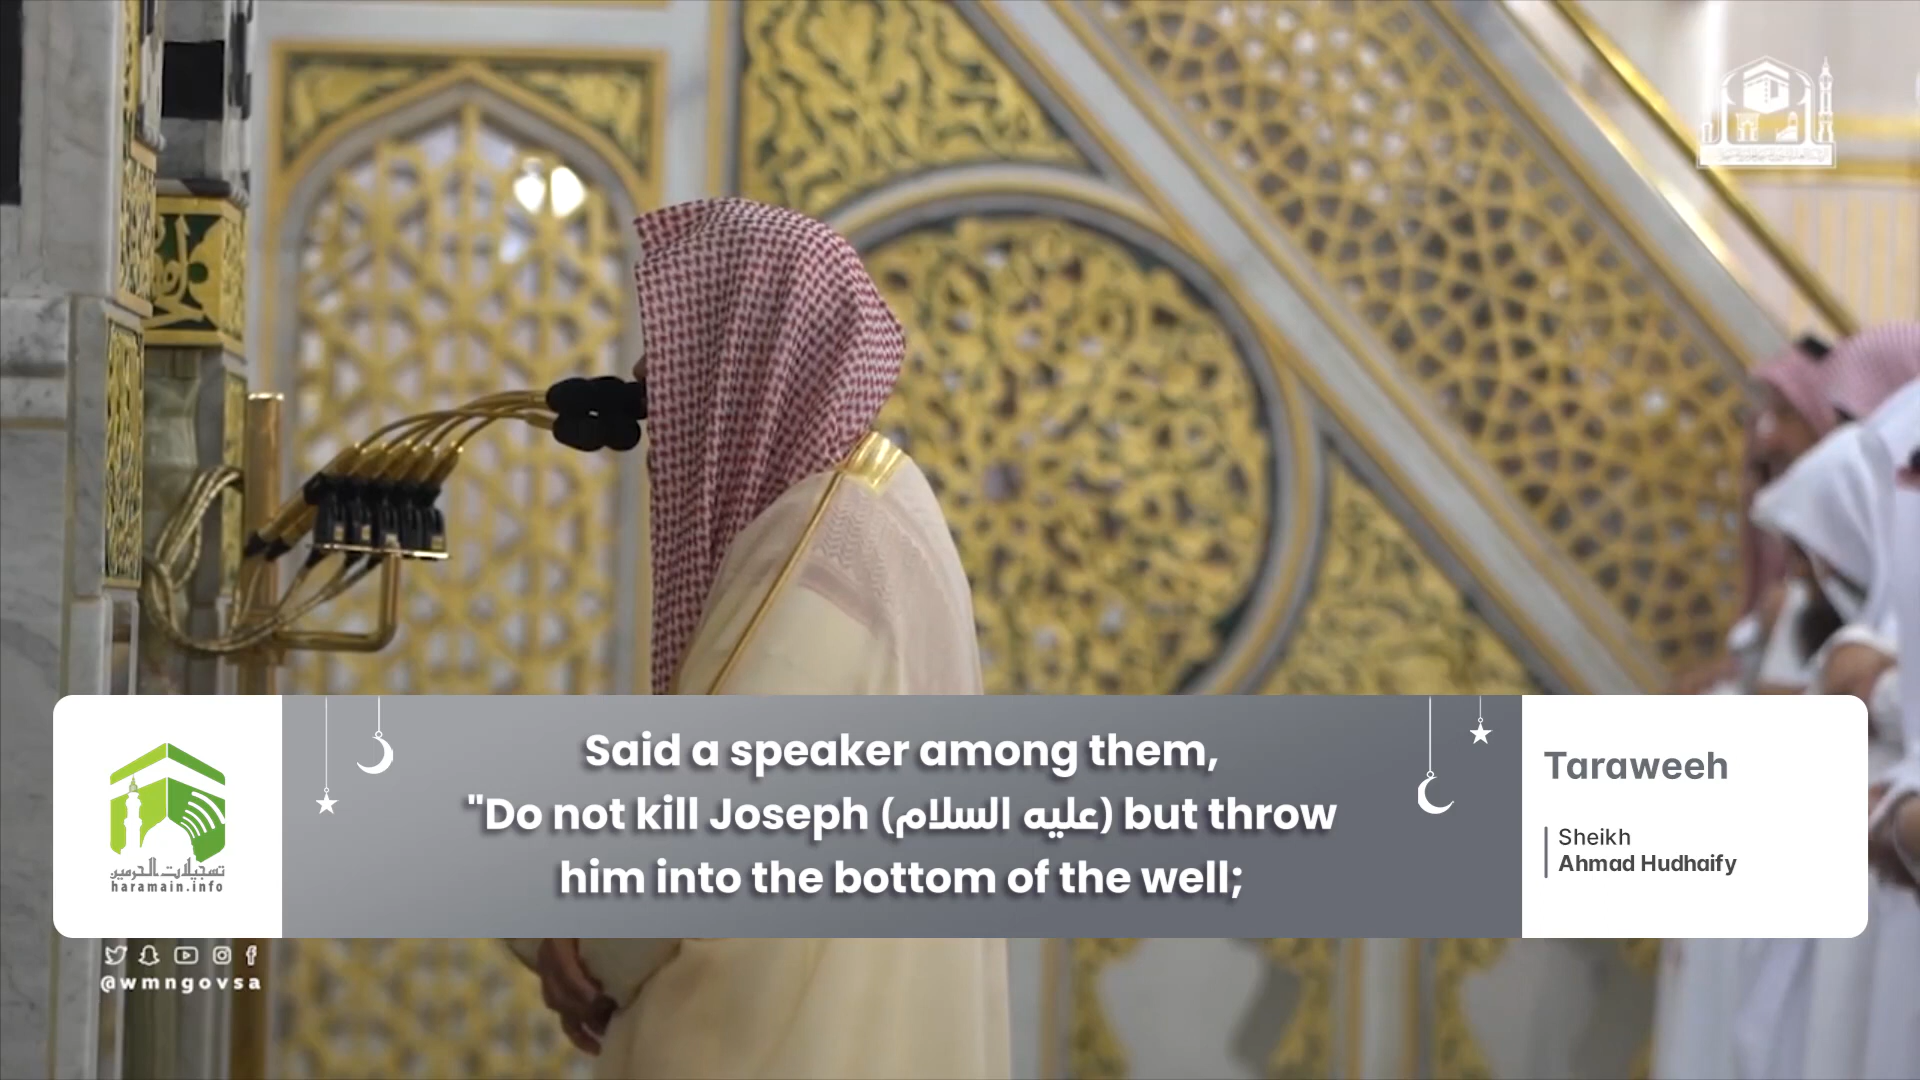 Said a speaker among them,
"Do not kill Joseph (عليه السلام) but throw
him into the bottom of the well;
Taraweeh
Sheikh
Ahmad Hudhaify
تسجيلات الحرمين
haramain.info
@wmngovsa